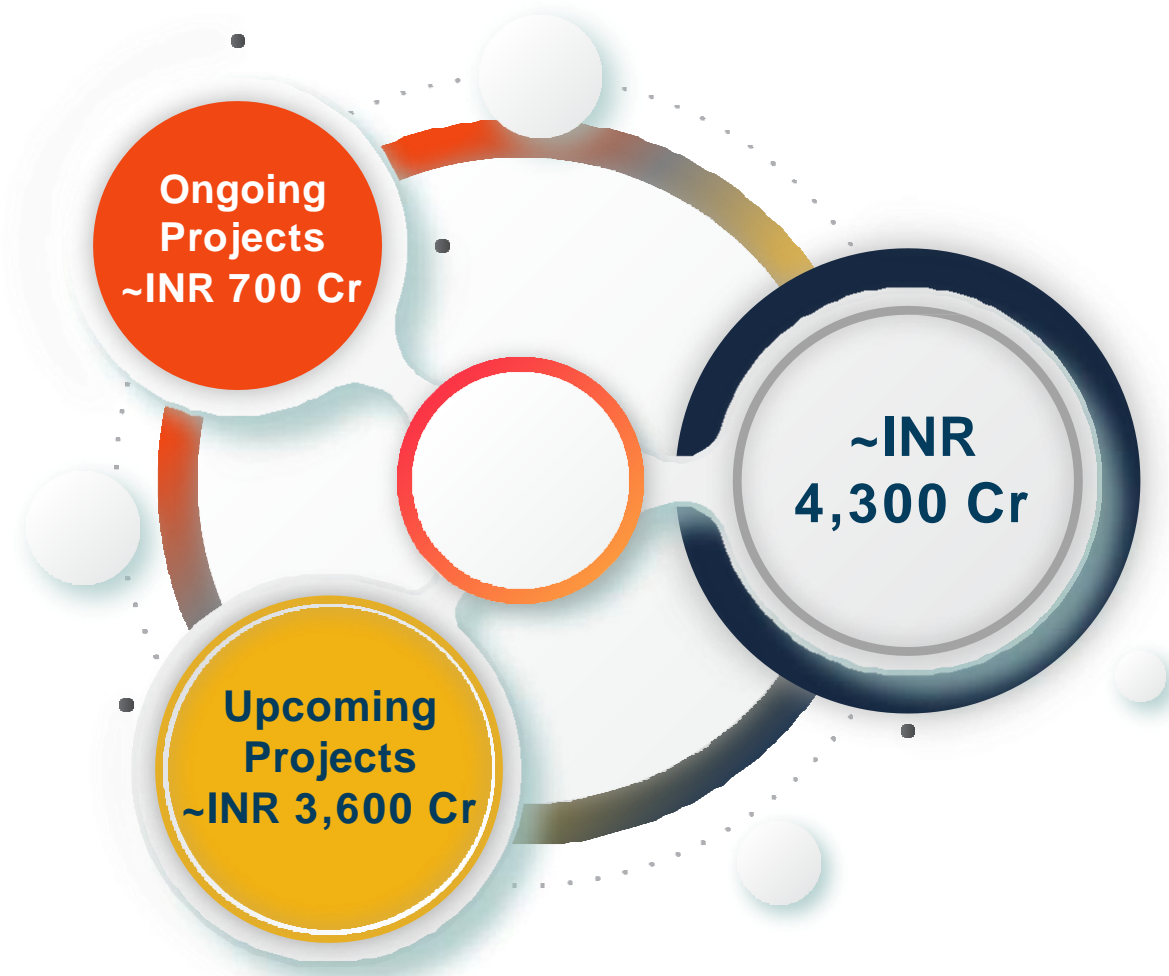 Ongoing
Projects
~INR 700 Cr
~INR
4,300 Cr
Upcoming
Projects
~INR 3,600 Cr